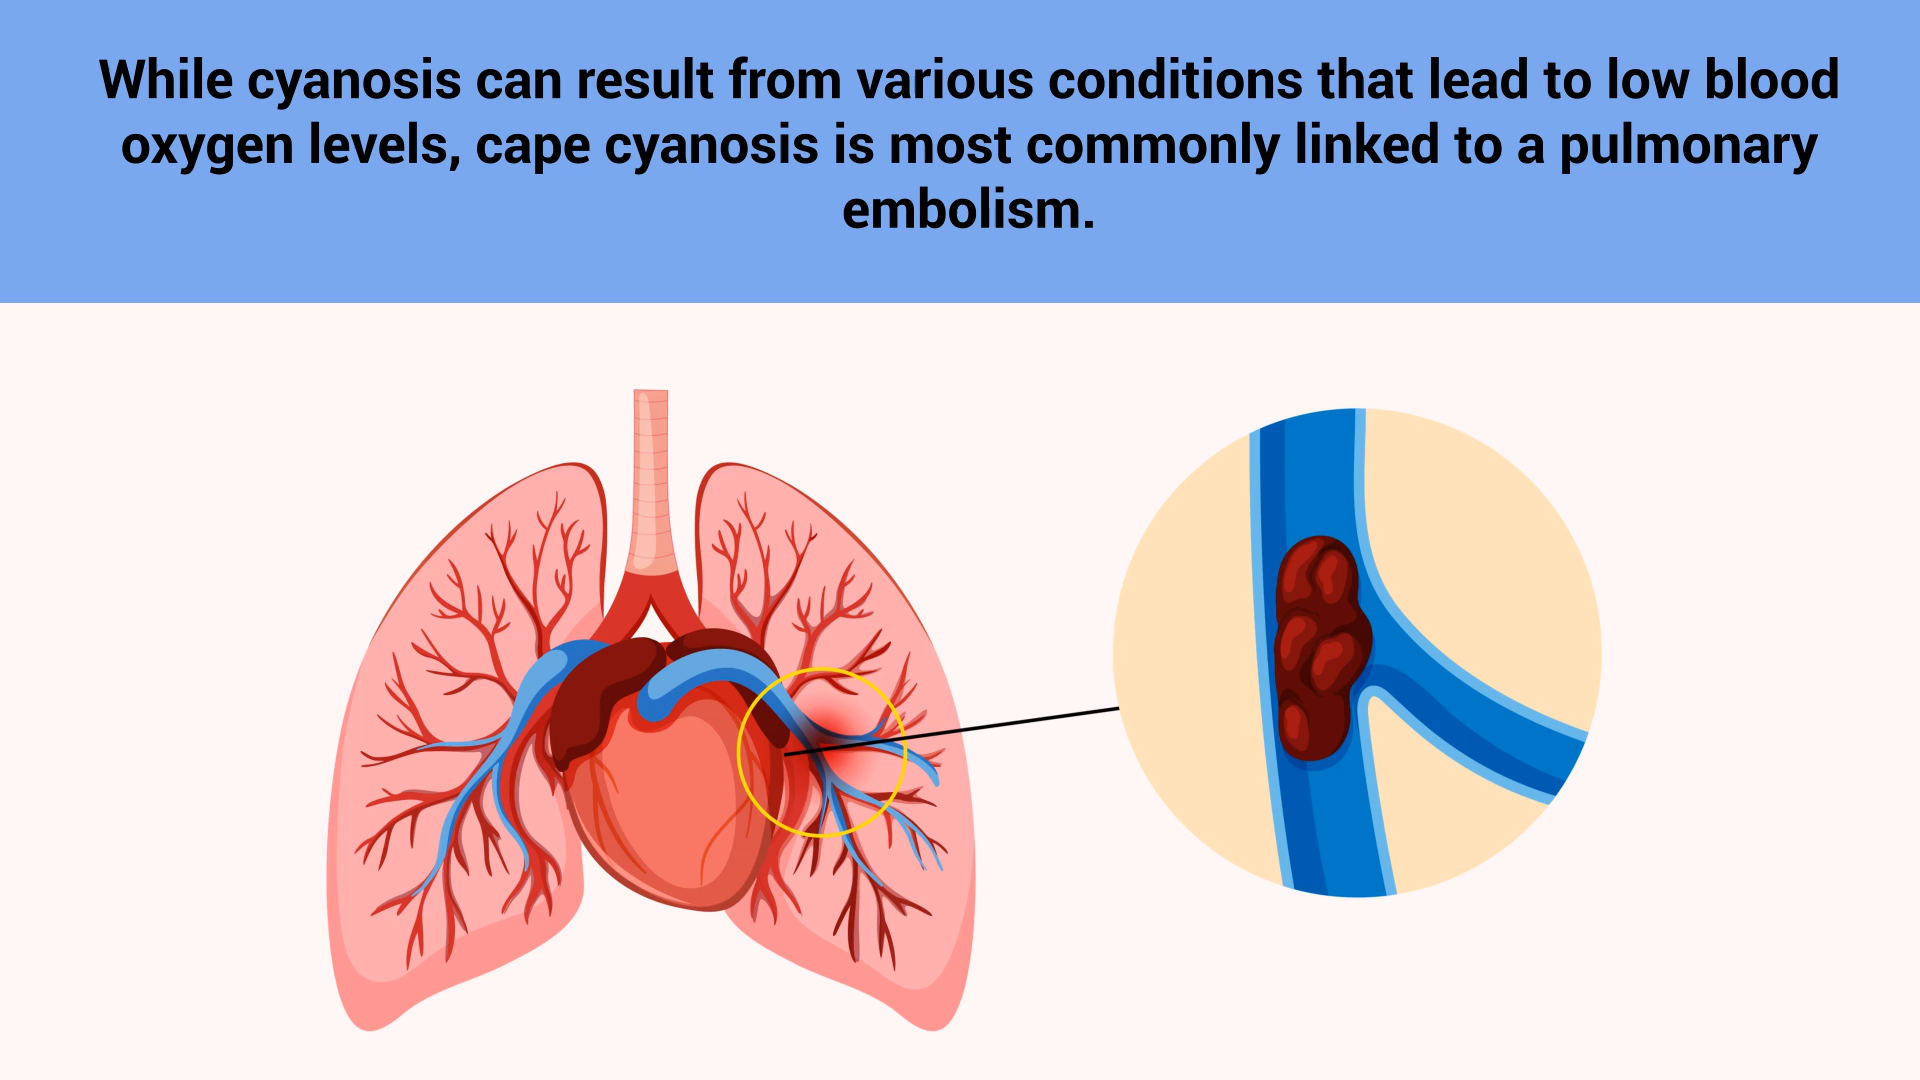 While cyanosis can result from various conditions that lead to low blood
oxygen levels, cape cyanosis is most commonly linked to a pulmonary
embolism.